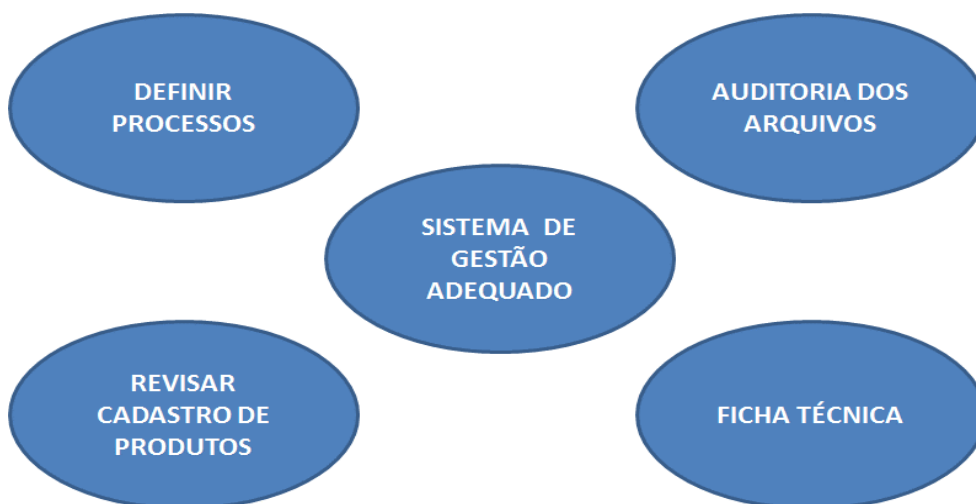 DEFINIR
PROCESSOS
AUDITORIA DOS
ARQUIVOS
SISTEMA DE
GESTÃO
ADEQUADO
REVISAR
CADASTRO DE
PRODUTOS
FICHA TÉCNICA